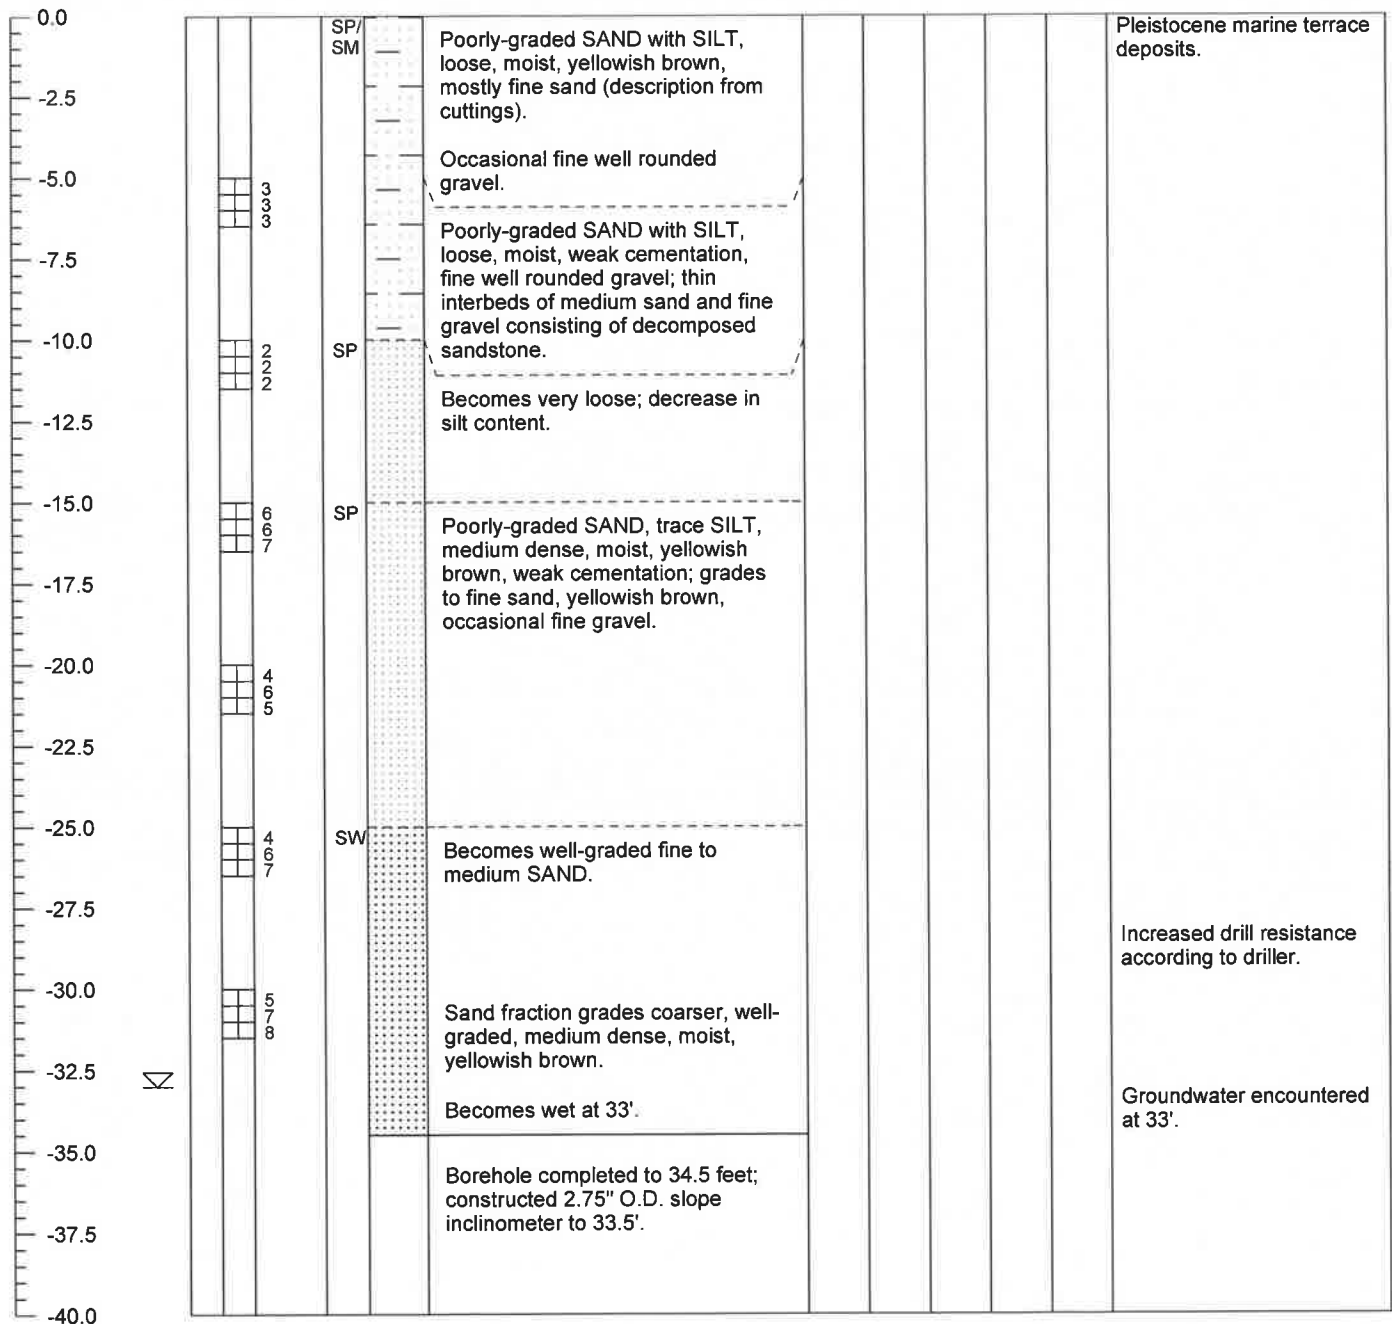 0.0
SP/
SM
Poorly-graded SAND with SILT,
loose, moist, yellowish brown,
mostly fine sand (description from
cuttings).
Pleistocene marine terrace
deposits.
-2.5
Occasional fine well rounded
gravel.
-5.0
3
3
3
Poorly-graded SAND with SILT,
loose, moist, weak cementation,
fine well rounded gravel; thin
interbeds of medium sand and fine
gravel consisting of decomposed
sandstone.
-7.5
-10.0
SP
2
2
2
Becomes very loose; decrease in
silt content.
-12.5
-15.0
SP
6
6
7
Poorly-graded SAND, trace SILT,
medium dense, moist, yellowish
brown, weak cementation; grades
to fine sand, yellowish brown,
occasional fine gravel.
-17.5
-20.0
4
6
5
-22.5
-25.0
SW
4
6
7
Becomes well-graded fine to
medium SAND.
-27.5
Increased drill resistance
according to driller.
-30.0
5
7
8
Sand fraction grades coarser, well-
graded, medium dense, moist,
yellowish brown.
-32.5
Becomes wet at 33'.
Groundwater encountered
at 33'.
-35.0
Borehole completed to 34.5 feet;
constructed 2.75" O.D. slope
inclinometer to 33.5'.
-37.5
-40.0